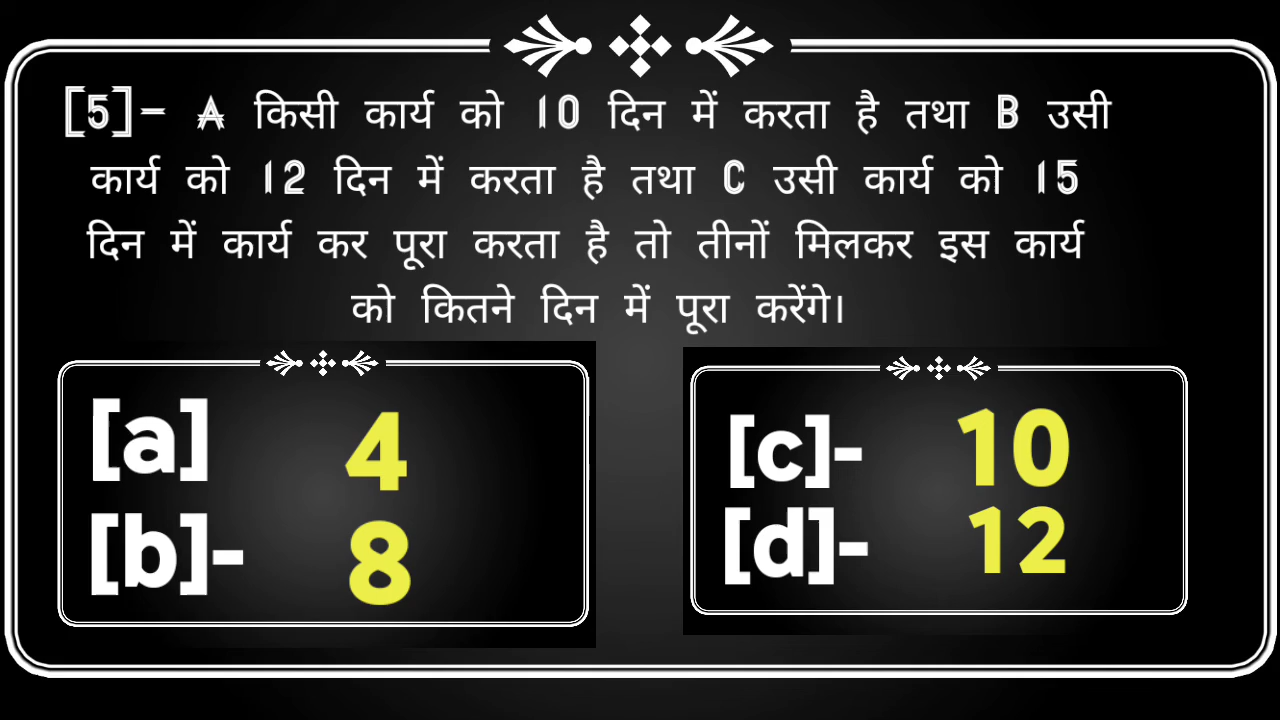 [5]- A किसी कार्य को 10 दिन में करता है तथा B उसी
कार्य को 12 दिन में करता है तथा C उसी कार्य को 15
दिन में कार्य कर पूरा करता है तो तीनों मिलकर इस कार्य
को कितने दिन में पूरा करेंगे।
[a] 4
[b]- 8
[c]- 10
[d]- 12